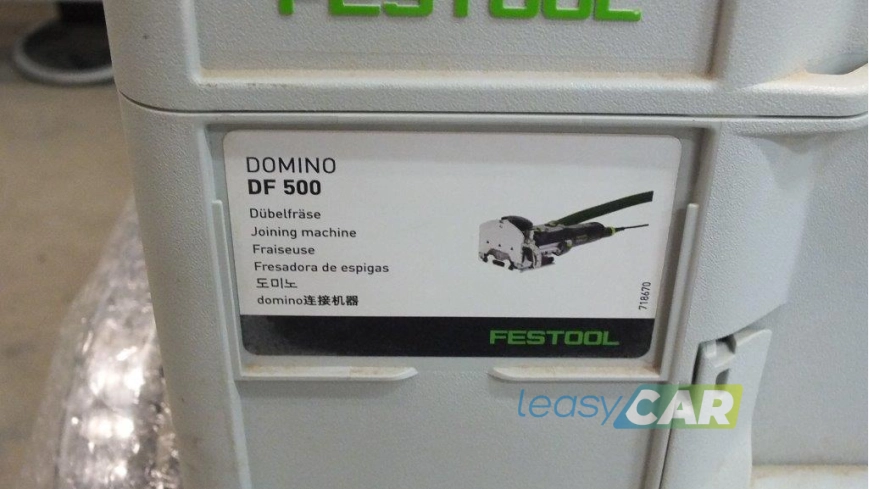 FESTOOL
DOMINO
DF 500
Dübelfräse
Joining machine
Fraiseuse
Fresadora de espigas
도미노
domino连接机器
718670
FESTOOL
leasyCAR